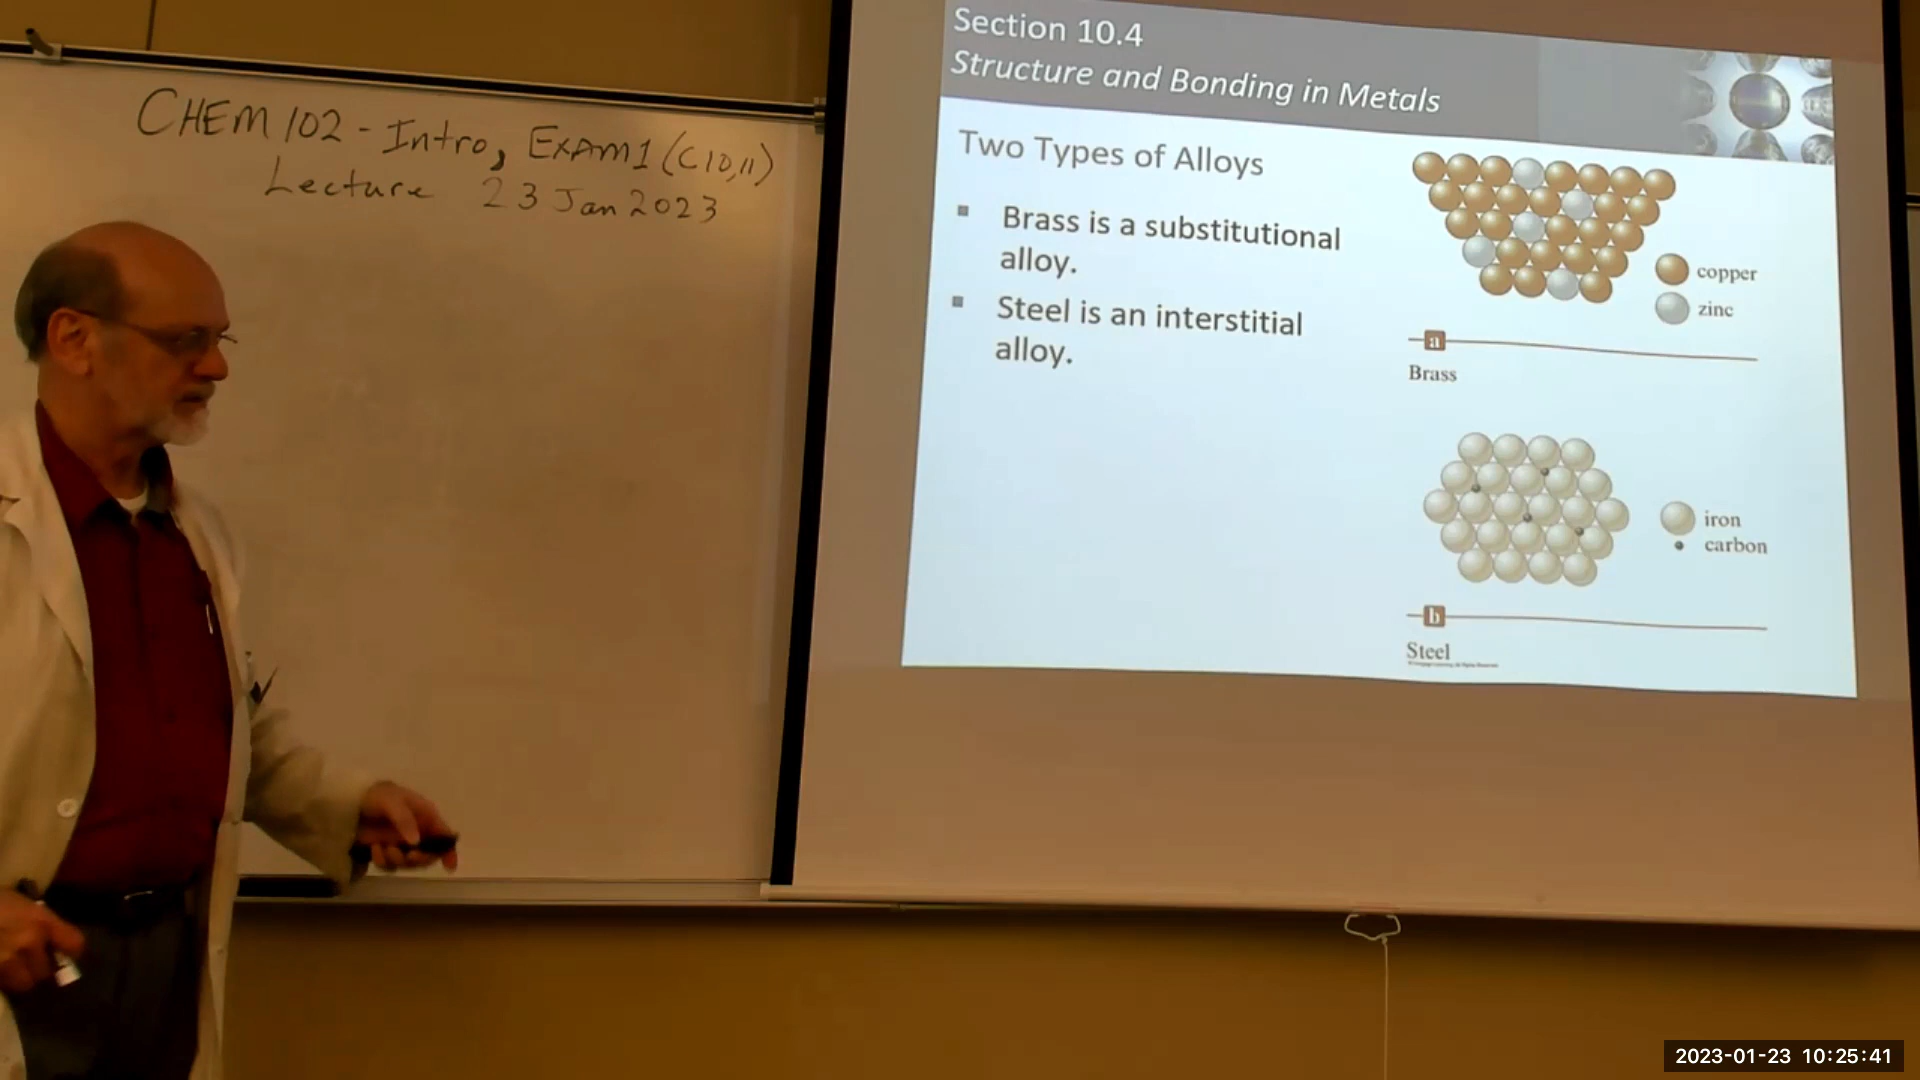 CHEM 102 - Intro, EXAM 1 (C10,11)
Lecture 23 Jan 2023
Section 10.4
Structure and Bonding in Metals
Two Types of Alloys
▪ Brass is a substitutional
alloy.
▪ Steel is an interstitial
alloy.
copper
zinc
a
Brass
iron
carbon
b
Steel
2023-01-23 10:25:41